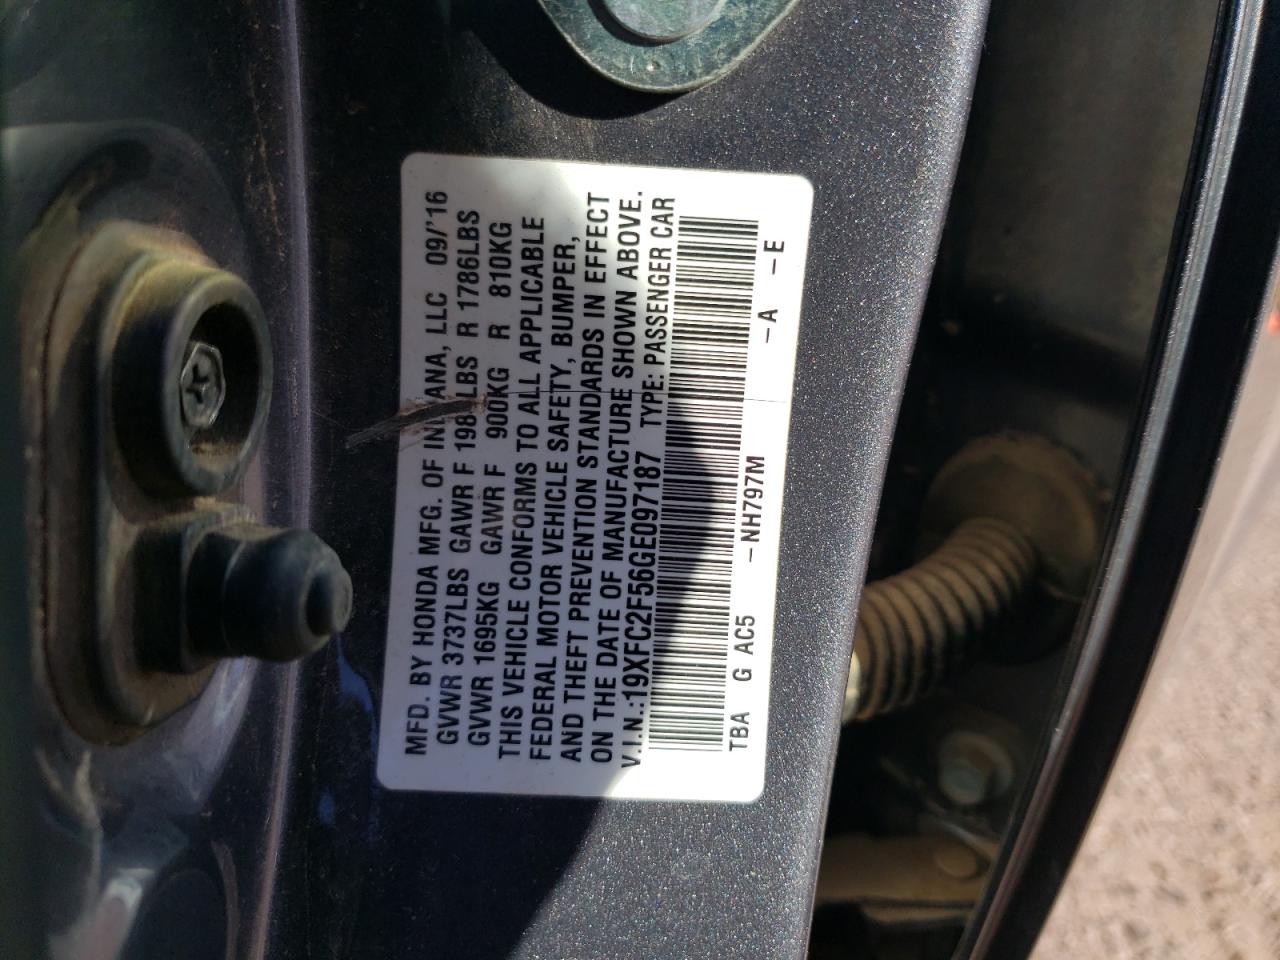 MFD. BY HONDA MFG. OF INDIANA, LLC 09/'16
GVWR 3737LBS GAWR F 1984LBS R 1786LBS
GVWR 1695KG GAWR F 900KG R 810KG
THIS VEHICLE CONFORMS TO ALL APPLICABLE
FEDERAL MOTOR VEHICLE SAFETY, BUMPER,
AND THEFT PREVENTION STANDARDS IN EFFECT
ON THE DATE OF MANUFACTURE SHOWN ABOVE.
V.I.N.:19XFC2F56GE097187 TYPE: PASSENGER CAR
TBA G AC5 -NH797M -A -E